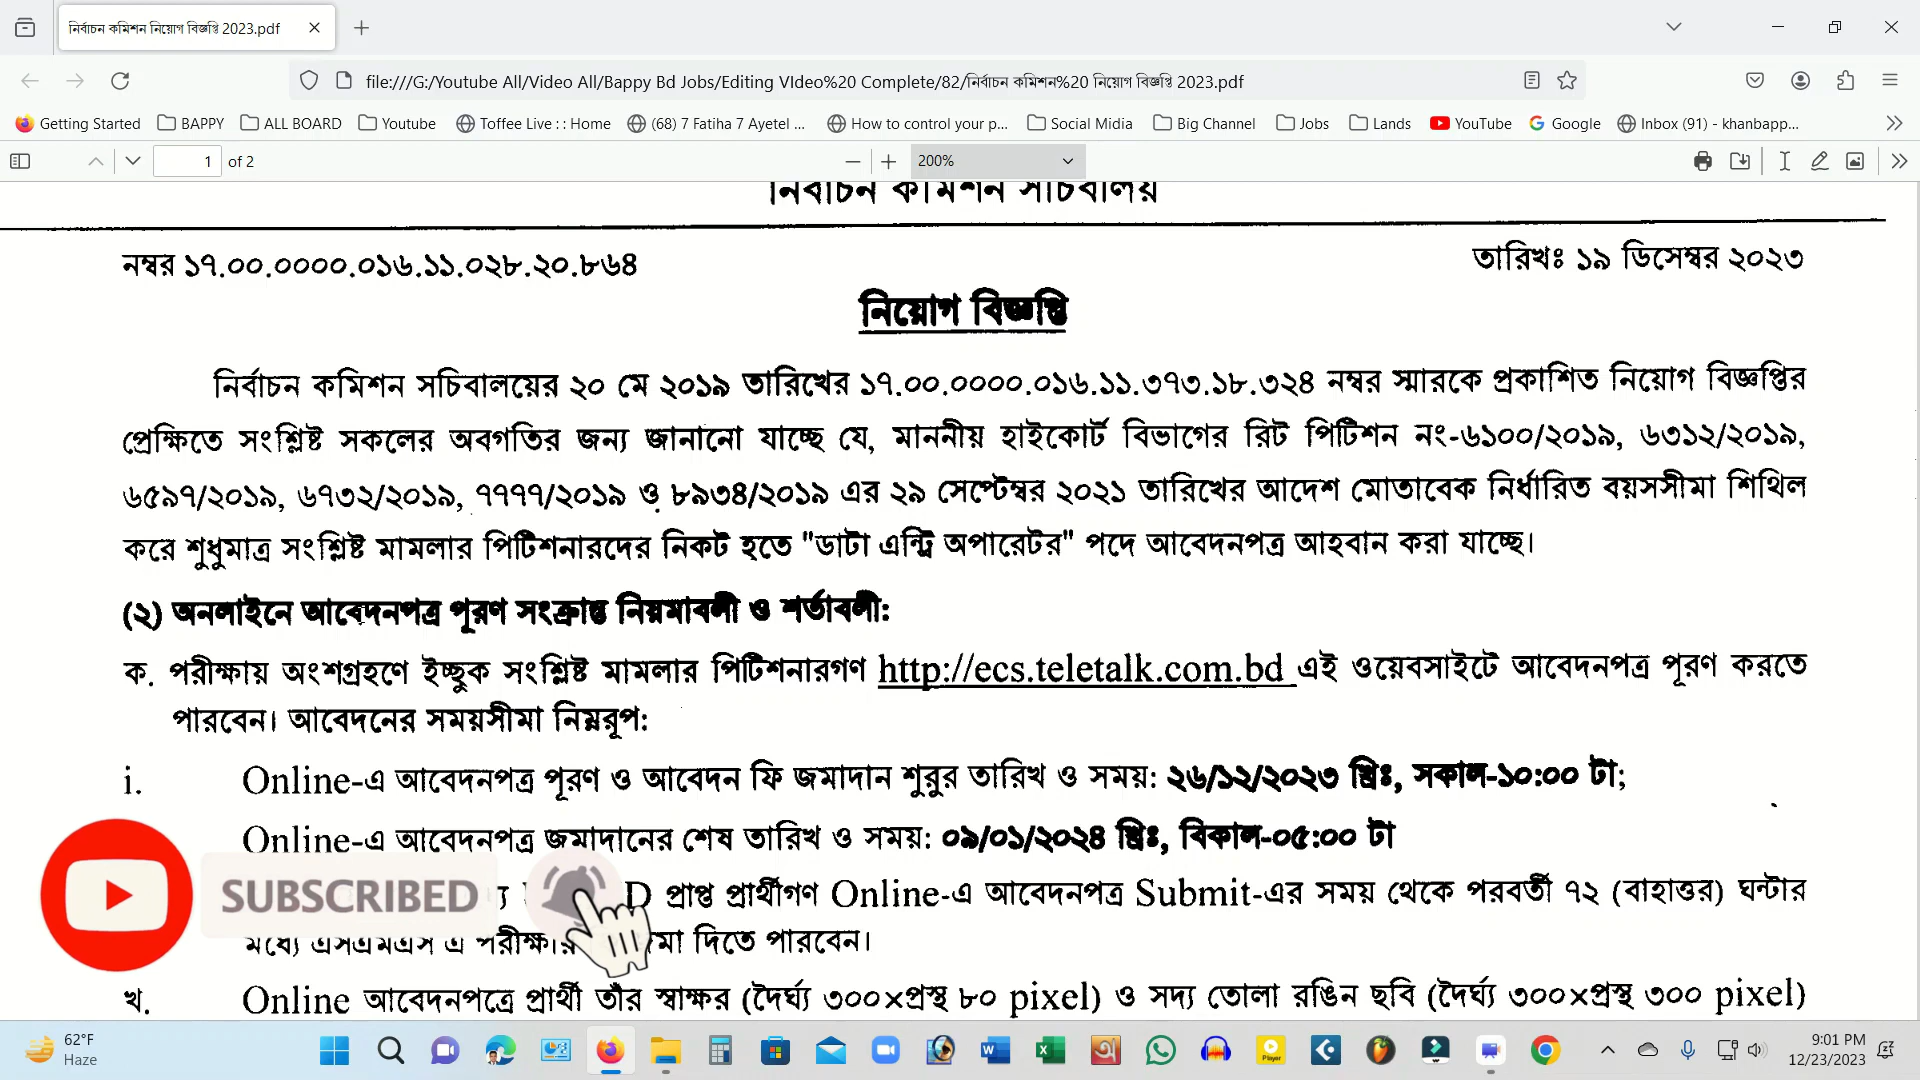 নির্বাচন কমিশন নিয়োগ বিজ্ঞপ্তি 2023.pdf
file:///G:/Youtube All/Video All/Bappy Bd Jobs/Editing VIdeo%20 Complete/82/নির্বাচন কমিশন%20 নিয়োগ বিজ্ঞপ্তি 2023.pdf
Getting Started BAPPY ALL BOARD Youtube Toffee Live : : Home (68) 7 Fatiha 7 Ayetel ... How to control your p... Social Midia Big Channel Jobs Lands YouTube Google Inbox (91) - khanbapp...
1 of 2 200%
নির্বাচন কমিশন সচিবালয়
নম্বর ১৭.০০.০০০০.০১৬.১১.০২৮.২০.৮৬৪ তারিখঃ ১৯ ডিসেম্বর ২০২৩
নিয়োগ বিজ্ঞপ্তি
নির্বাচন কমিশন সচিবালয়ের ২০ মে ২০১৯ তারিখের ১৭.০০.০০০০.০১৬.১১.৩৭৩.১৮.৩২৪ নম্বর স্মারকে প্রকাশিত নিয়োগ বিজ্ঞপ্তির
প্রেক্ষিতে সংশ্লিষ্ট সকলের অবগতির জন্য জানানো যাচ্ছে যে, মাননীয় হাইকোর্ট বিভাগের রিট পিটিশন নং-৬১০০/২০১৯, ৬৩১২/২০১৯,
৬৫৯৭/২০১৯, ৬৭৩২/২০১৯, ৭৭৭৭/২০১৯ ও ৮৯৩৪/২০১৯ এর ২৯ সেপ্টেম্বর ২০২১ তারিখের আদেশ মোতাবেক নির্ধারিত বয়সসীমা শিথিল
করে শুধুমাত্র সংশ্লিষ্ট মামলার পিটিশনারদের নিকট হতে "ডাটা এন্ট্রি অপারেটর" পদে আবেদনপত্র আহবান করা যাচ্ছে।
(২) অনলাইনে আবেদনপত্র পূরণ সংক্রান্ত নিয়মাবলী ও শর্তাবলী:
ক. পরীক্ষায় অংশগ্রহণে ইচ্ছুক সংশ্লিষ্ট মামলার পিটিশনারগণ http://ecs.teletalk.com.bd এই ওয়েবসাইটে আবেদনপত্র পূরণ করতে
পারবেন। আবেদনের সময়সীমা নিম্নরূপ:
i. Online-এ আবেদনপত্র পূরণ ও আবেদন ফি জমাদান শুরুর তারিখ ও সময়: ২৬/১২/২০২৩ খ্রিঃ, সকাল-১০:০০ টা;
Online-এ আবেদনপত্র জমাদানের শেষ তারিখ ও সময়: ০৯/০১/২০২৪ খ্রিঃ, বিকাল-০৫:০০ টা
SUBSCRIBED
D প্রাপ্ত প্রার্থীগণ Online-এ আবেদনপত্র Submit-এর সময় থেকে পরবর্তী ৭২ (বাহাত্তর) ঘন্টার
মধ্যে এসএমএস এ দিতে পারবেন।
খ. Online আবেদনপত্রে প্রার্থী তাঁর স্বাক্ষর (দৈর্ঘ্য ৩০০×প্রস্থ ৮০ pixel) ও সদ্য তোলা রঙিন ছবি (দৈর্ঘ্য ৩০০×প্রস্থ ৩০০ pixel)
62°F
Haze
Player
9:01 PM
12/23/2023